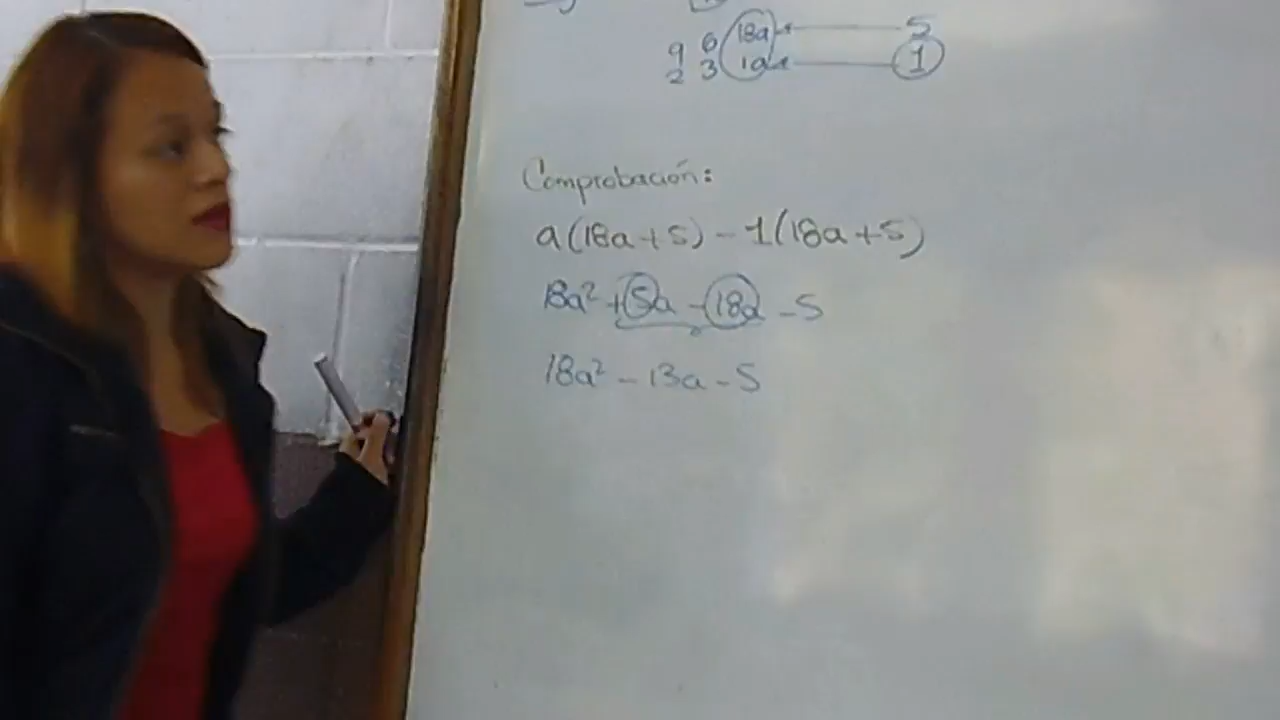 6 18a 5
9
3 1a 1
2
Comprobación:
a(18a+5) - 1(18a+5)
18a² +5a -18a -5
18a² - 13a - 5